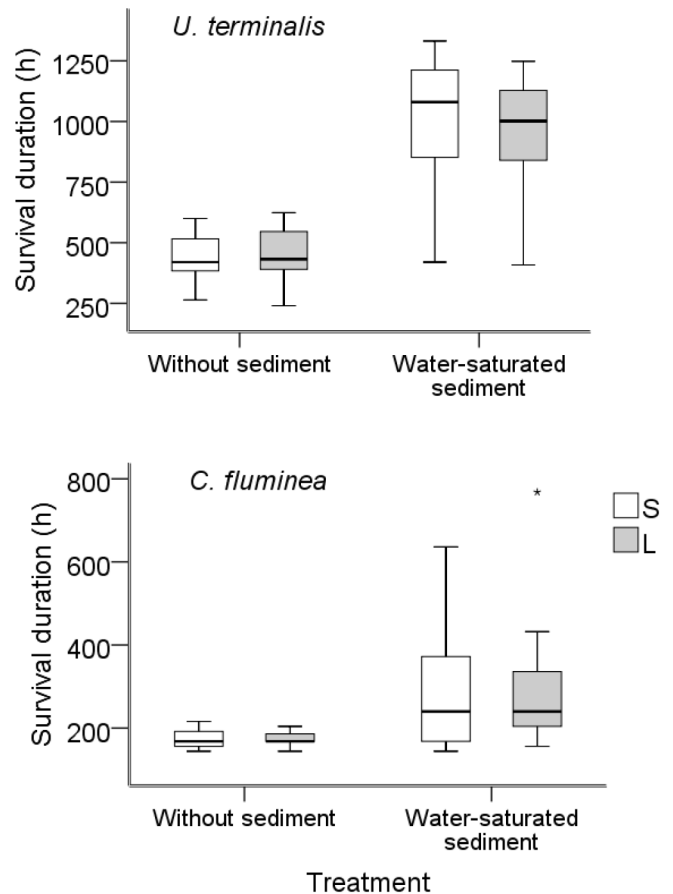 U. terminalis
Survival duration (h)
1250
1000
750
500
250
Without sediment
Water-saturated
sediment
C. fluminea
Survival duration (h)
800
600
400
200
*
S
L
Without sediment
Water-saturated
sediment
Treatment